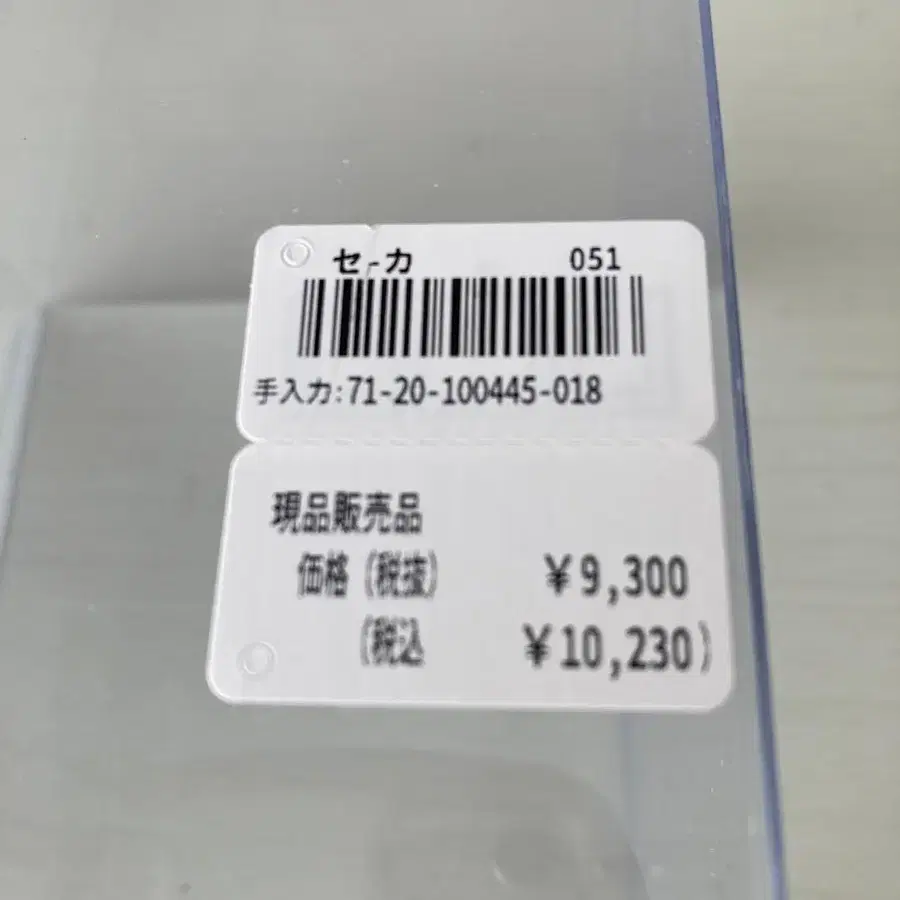 セ-カ 051
手入力:71-20-100445-018
現品販売品
価格(税抜) ¥9,300
(税込 ¥10,230)